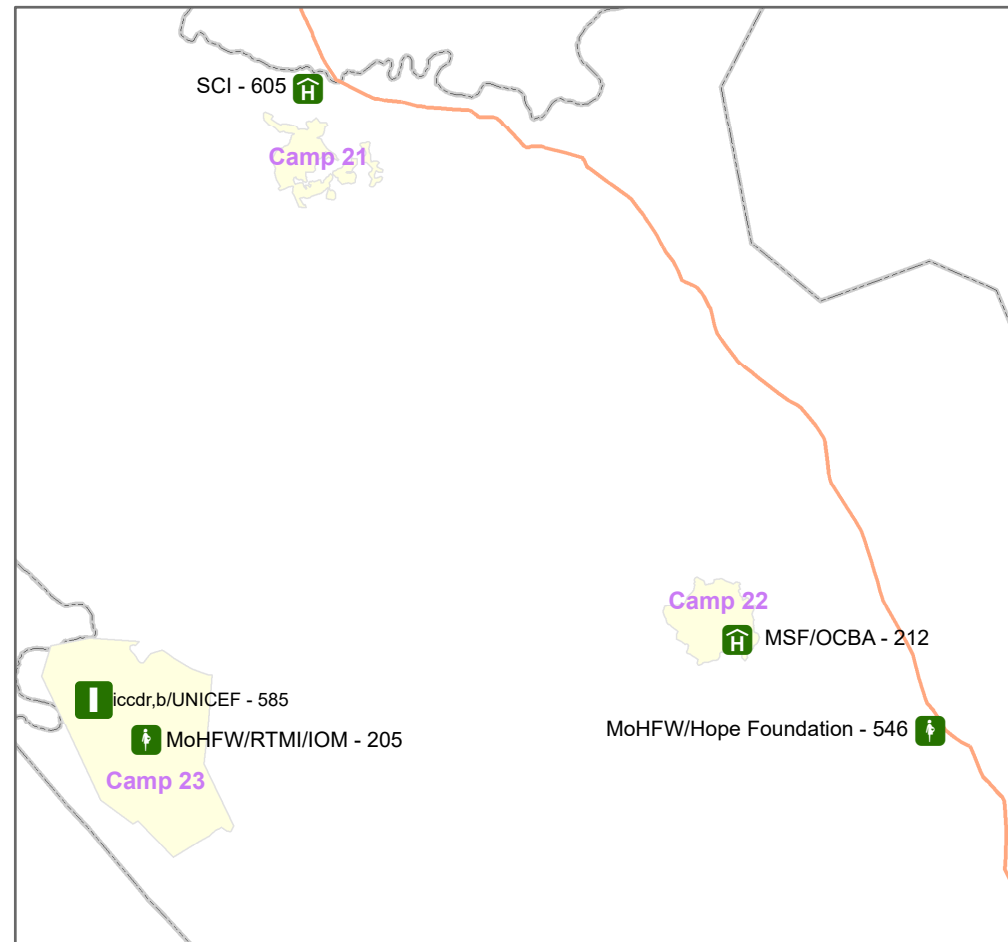 SCI - 605
Camp 21
Camp 22
MSF/OCBA - 212
iccdr,b/UNICEF - 585
MoHFW/RTMI/IOM - 205
MoHFW/Hope Foundation - 546
Camp 23